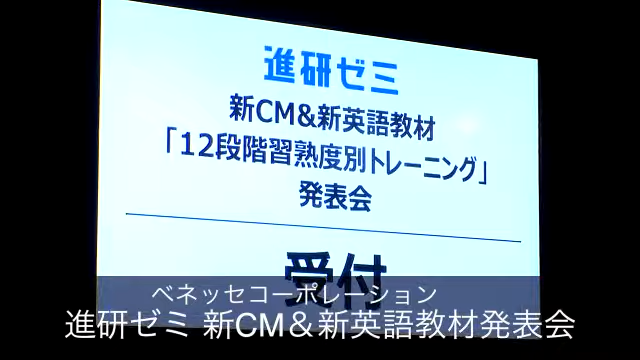 進研ゼミ
新CM&新英語教材
「12段階習熟度別トレーニング」
発表会
受付
ベネッセコーポレーション
進研ゼミ 新CM＆新英語教材発表会